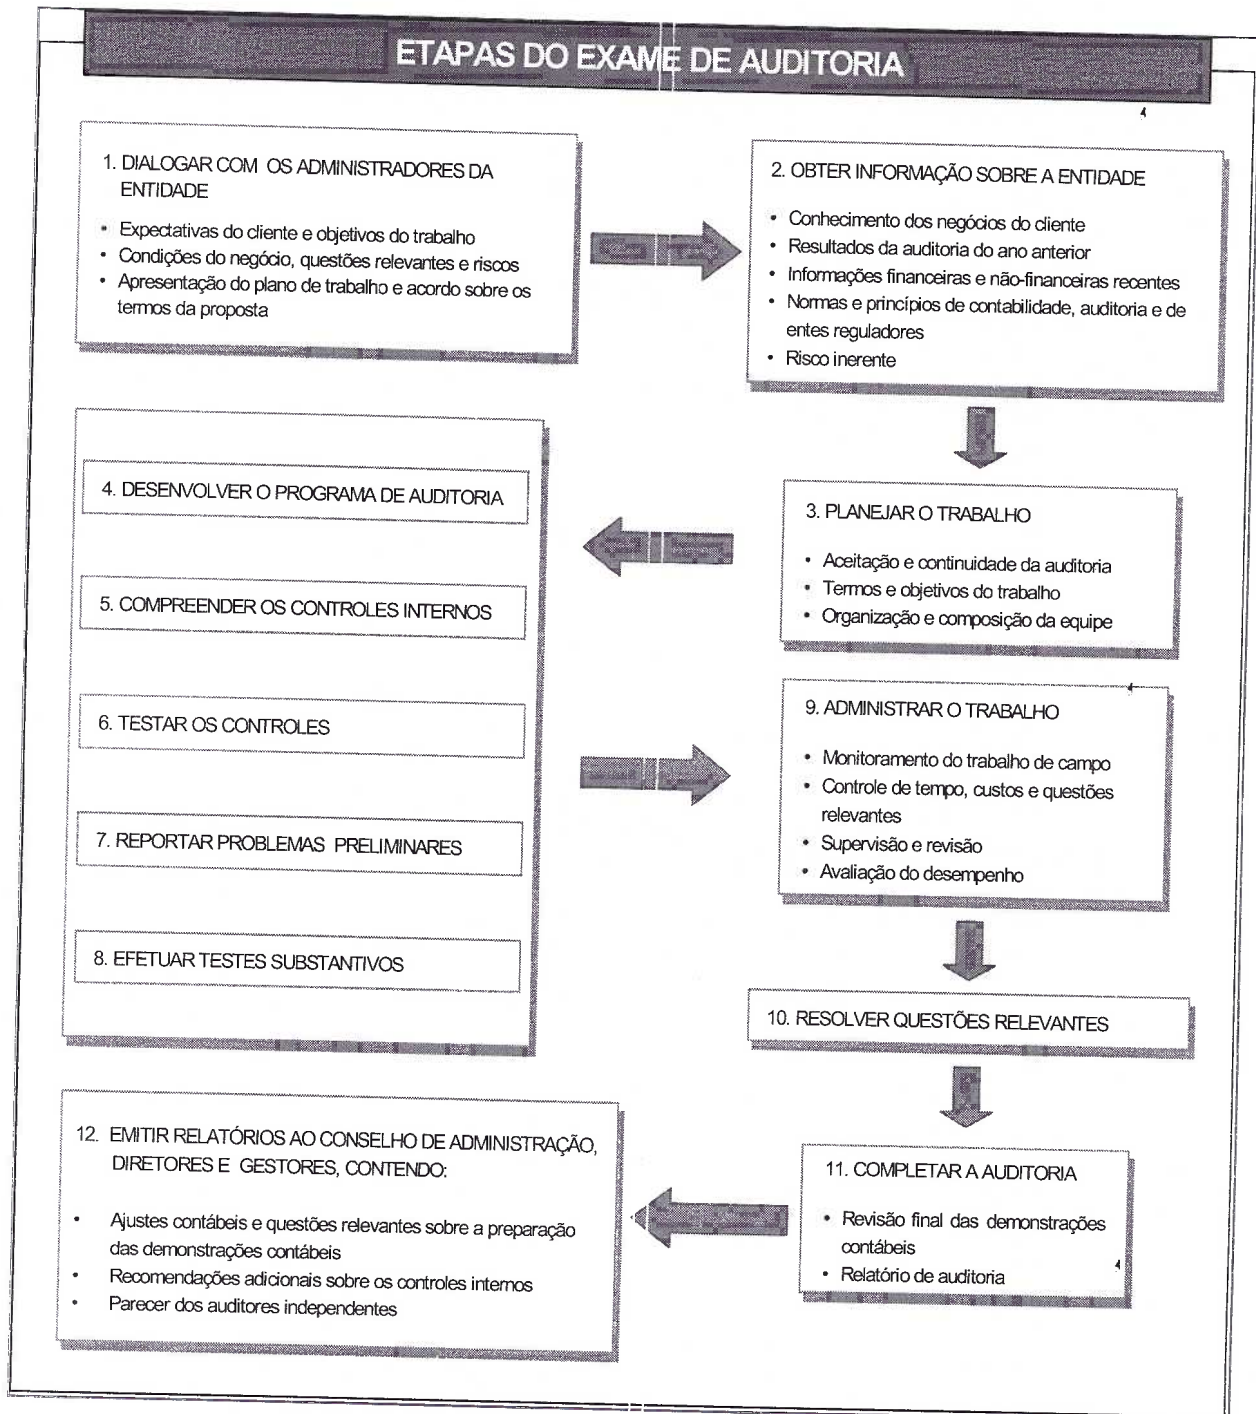 ETAPAS DO EXAME DE AUDITORIA
1. DIALOGAR COM OS ADMINISTRADORES DA
ENTIDADE
• Expectativas do cliente e objetivos do trabalho
• Condições do negócio, questões relevantes e riscos
• Apresentação do plano de trabalho e acordo sobre os
termos da proposta
2. OBTER INFORMAÇÃO SOBRE A ENTIDADE
• Conhecimento dos negócios do cliente
• Resultados da auditoria do ano anterior
• Informações financeiras e não-financeiras recentes
• Normas e princípios de contabilidade, auditoria e de
entes reguladores
• Risco inerente
3. PLANEJAR O TRABALHO
• Aceitação e continuidade da auditoria
• Termos e objetivos do trabalho
• Organização e composição da equipe
4. DESENVOLVER O PROGRAMA DE AUDITORIA
5. COMPREENDER OS CONTROLES INTERNOS
6. TESTAR OS CONTROLES
7. REPORTAR PROBLEMAS PRELIMINARES
8. EFETUAR TESTES SUBSTANTIVOS
9. ADMINISTRAR O TRABALHO
• Monitoramento do trabalho de campo
• Controle de tempo, custos e questões
relevantes
• Supervisão e revisão
• Avaliação do desempenho
10. RESOLVER QUESTÕES RELEVANTES
11. COMPLETAR A AUDITORIA
• Revisão final das demonstrações
contábeis
• Relatório de auditoria
12. EMITIR RELATÓRIOS AO CONSELHO DE ADMINISTRAÇÃO,
DIRETORES E GESTORES, CONTENDO:
• Ajustes contábeis e questões relevantes sobre a preparação
das demonstrações contábeis
• Recomendações adicionais sobre os controles internos
• Parecer dos auditores independentes